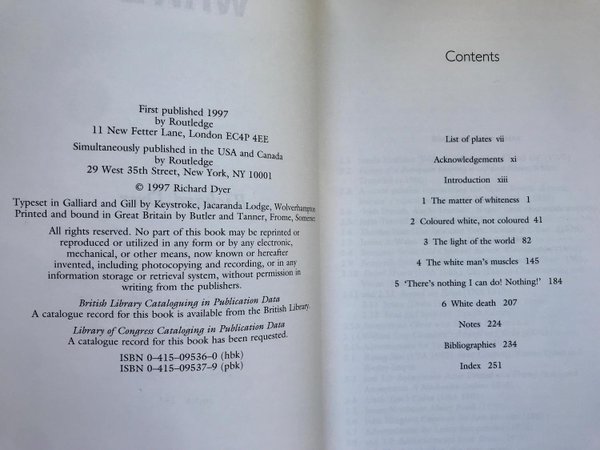 First published 1997
by Routledge
11 New Fetter Lane, London EC4P 4EE
Simultaneously published in the USA and Canada
by Routledge
29 West 35th Street, New York, NY 10001
© 1997 Richard Dyer
Typeset in Galliard and Gill by Keystroke, Jacaranda Lodge, Wolverhampton
Printed and bound in Great Britain by Butler and Tanner, Frome, Somerset
All rights reserved. No part of this book may be reprinted or
reproduced or utilized in any form or by any electronic,
mechanical, or other means, now known or hereafter
invented, including photocopying and recording, or in any
information storage or retrieval system, without permission in
writing from the publishers.
British Library Cataloguing in Publication Data
A catalogue record for this book is available from the British Library.
Library of Congress Cataloging in Publication Data
A catalogue record for this book has been requested.
ISBN 0–415–09536–0 (hbk)
ISBN 0–415–09537–9 (pbk)
Contents
List of plates vii
Acknowledgements xi
Introduction xiii
1 The matter of whiteness 1
2 Coloured white, not coloured 41
3 The light of the world 82
4 The white man's muscles 145
5 'There's nothing I can do! Nothing!' 184
6 White death 207
Notes 224
Bibliographies 234
Index 251